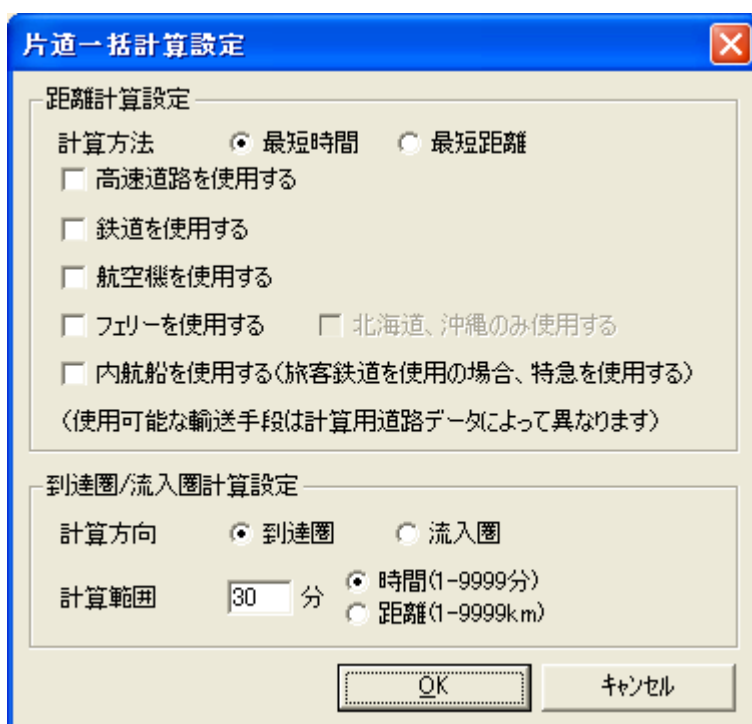 片道一括計算設定
距離計算設定
計算方法 最短時間 最短距離
高速道路を使用する
鉄道を使用する
航空機を使用する
フェリーを使用する 北海道、沖縄のみ使用する
内航船を使用する(旅客鉄道を使用の場合、特急を使用する)
(使用可能な輸送手段は計算用道路データによって異なります)
到達圏/流入圏計算設定
計算方向 到達圏 流入圏
計算範囲 30 分 時間(1-9999分)
距離(1-9999km)
OK キャンセル